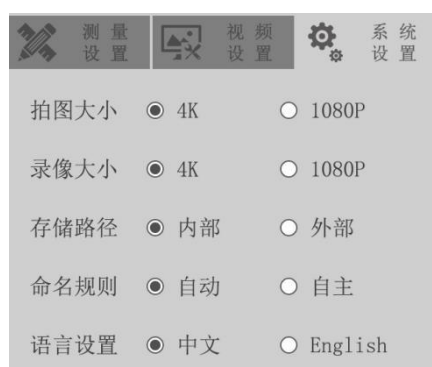 测量 视频 系统
设置 设置 设置
拍图大小 4K 1080P
录像大小 4K 1080P
存储路径 内部 外部
命名规则 自动 自主
语言设置 中文 English